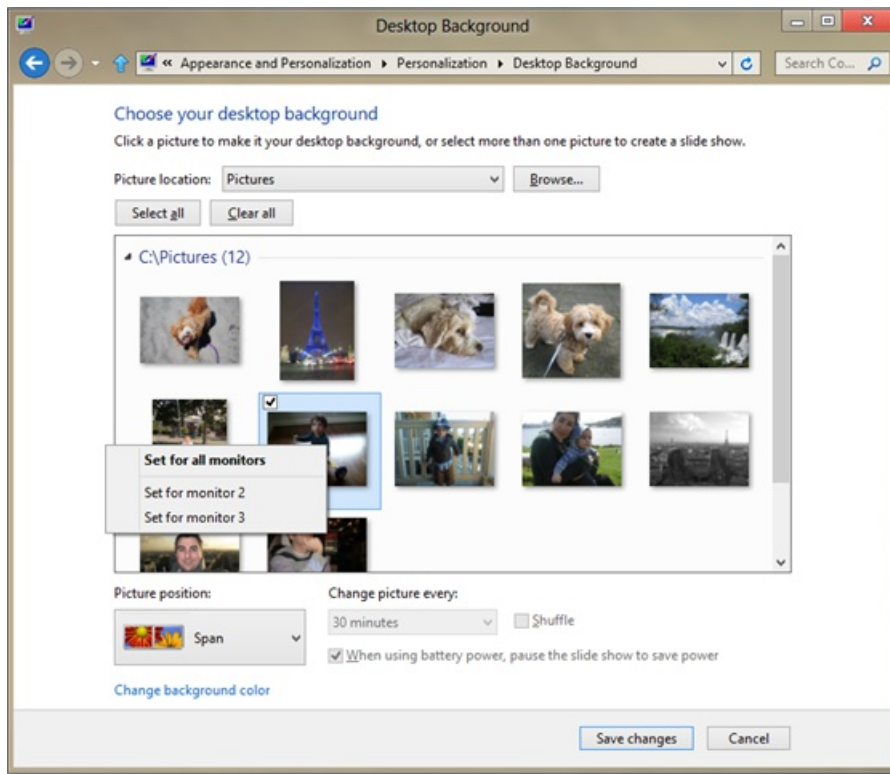 Desktop Background
« Appearance and Personalization ▸ Personalization ▸ Desktop Background
Search Co...
Choose your desktop background
Click a picture to make it your desktop background, or select more than one picture to create a slide show.
Picture location: Pictures Browse...
Select all Clear all
C:\Pictures (12)
Set for all monitors
Set for monitor 2
Set for monitor 3
Picture position: Change picture every:
Span 30 minutes Shuffle
When using battery power, pause the slide show to save power
Change background color
Save changes Cancel